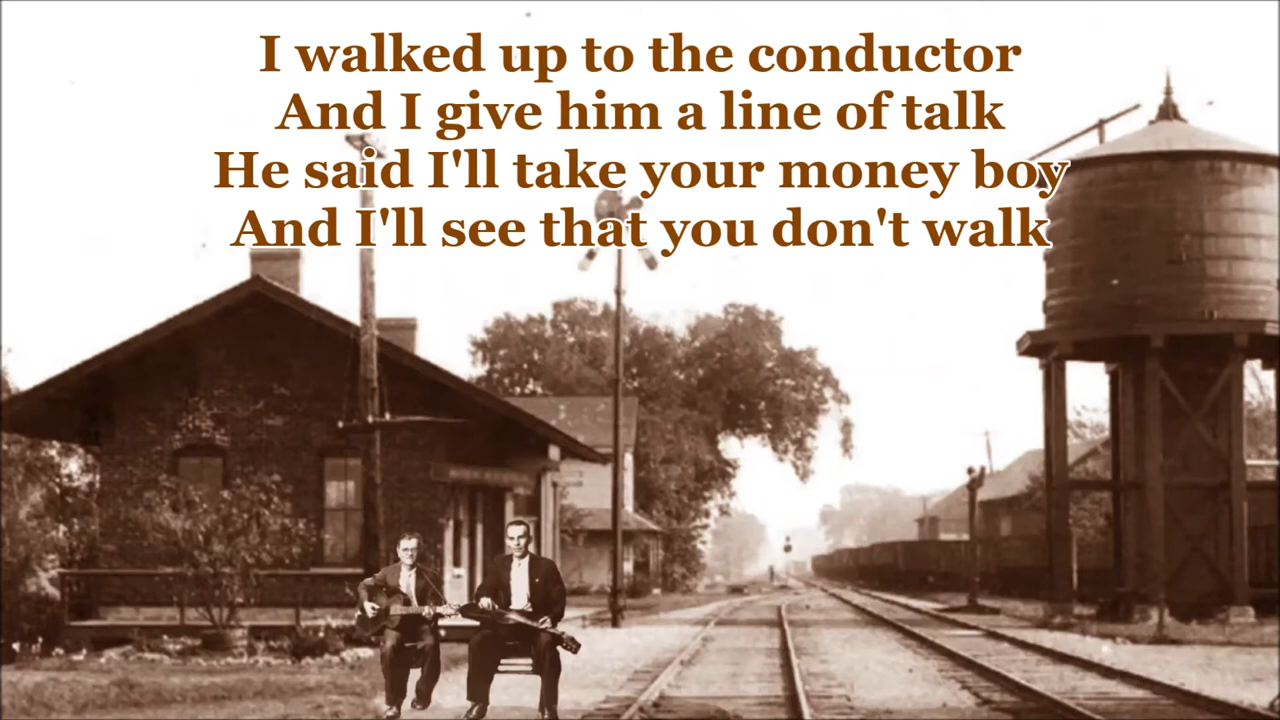 I walked up to the conductor
And I give him a line of talk
He said I'll take your money boy
And I'll see that you don't walk